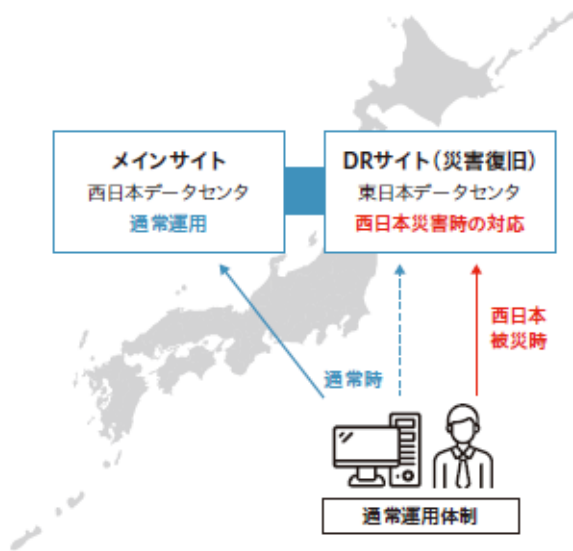 メインサイト
西日本データセンタ
通常運用
DRサイト（災害復旧）
東日本データセンタ
西日本災害時の対応
通常時
西日本
被災時
通常運用体制